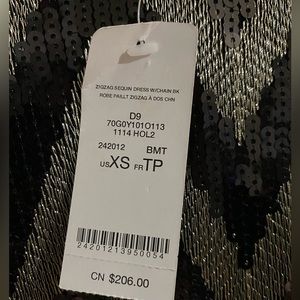 ZIGZAG SEQUIN DRESS W/CHAIN BK
ROBE PAILLT ZIGZAG À DOS CHN
D9
70G0Y101O113
1114 HOL2
242012 BMT
US XS FR TP
24201213950054
CN $206.00